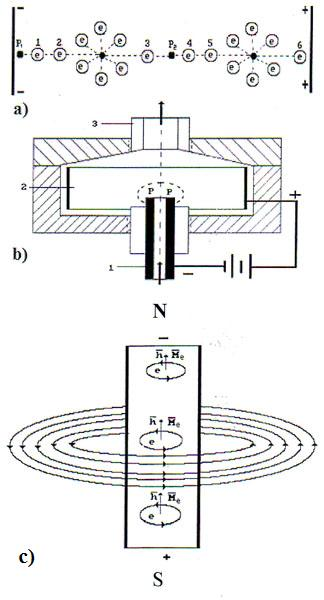 − +
P₁ 1 2 e e e e e e e e 3 e P₂ 4 5 e e e e e e e e 6 e
− +
a)
3
2
P P
+
b)
1 −
N
−
h̄ M̄e
e
h̄ M̄e
e
h̄ M̄e
e
c)
+
S